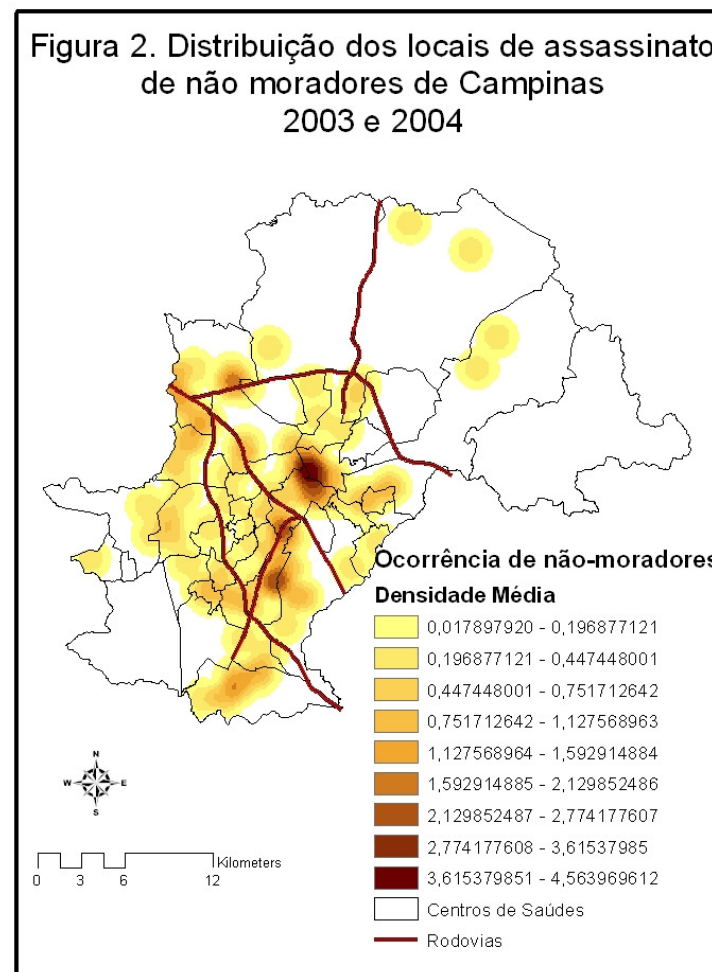 Figura 2. Distribuição dos locais de assassinato
de não moradores de Campinas
2003 e 2004
Ocorrência de não-moradores
Densidade Média
0,017897920 - 0,196877121
0,196877121 - 0,447448001
0,447448001 - 0,751712642
0,751712642 - 1,127568963
1,127568964 - 1,592914884
1,592914885 - 2,129852486
2,129852487 - 2,774177607
2,774177608 - 3,61537985
3,615379851 - 4,563969612
Centros de Saúdes
Rodovias
N
W E
S
Kilometers
0 3 6 12